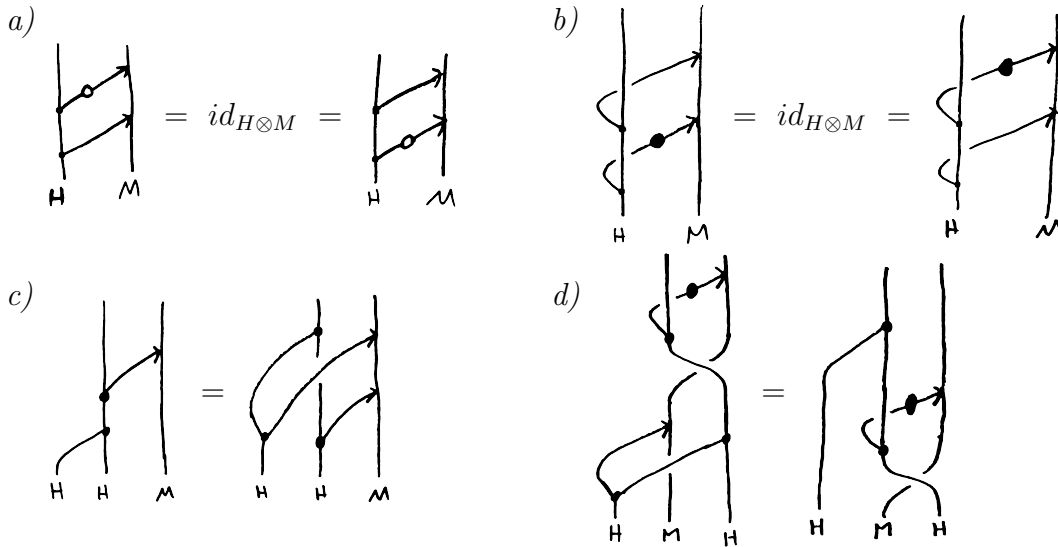 a)
= id_{H⊗M} =
H M
H M
b)
= id_{H⊗M} =
H M
H M
c)
=
H H M
H H M
d)
=
H M H
H M H